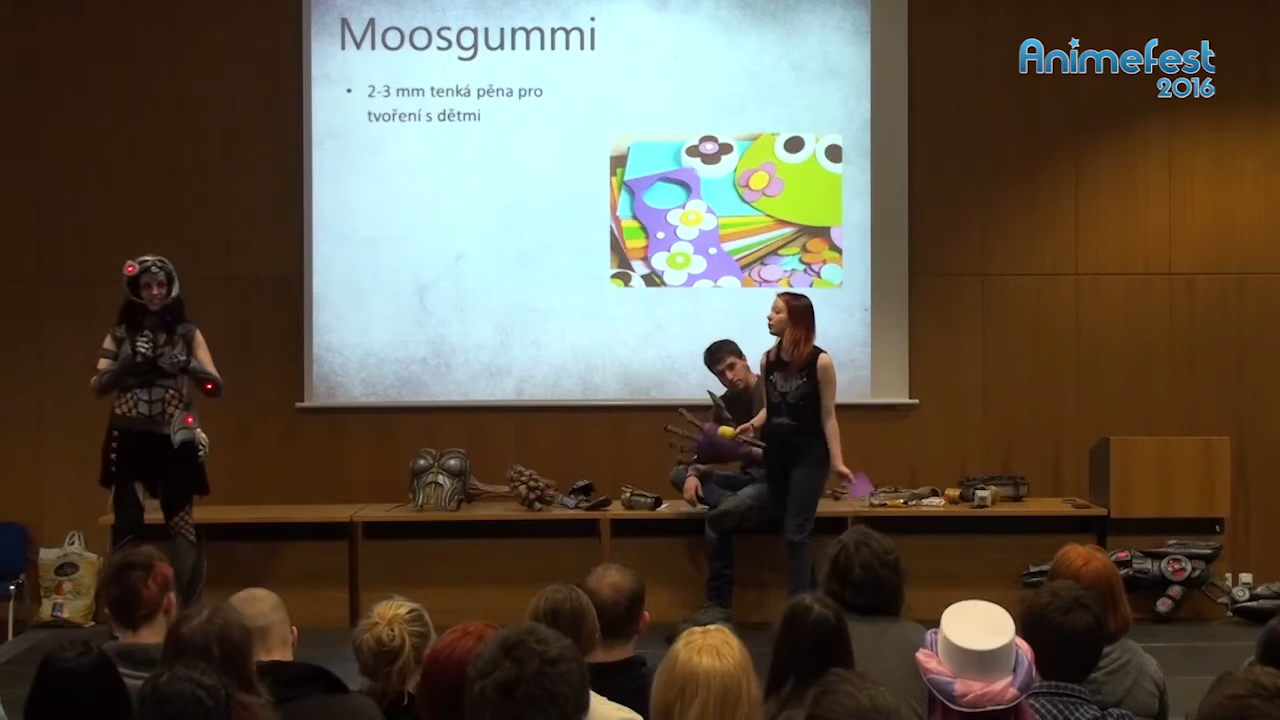 Moosgummi
• 2-3 mm tenká pěna pro
tvoření s dětmi
Animefest
2016